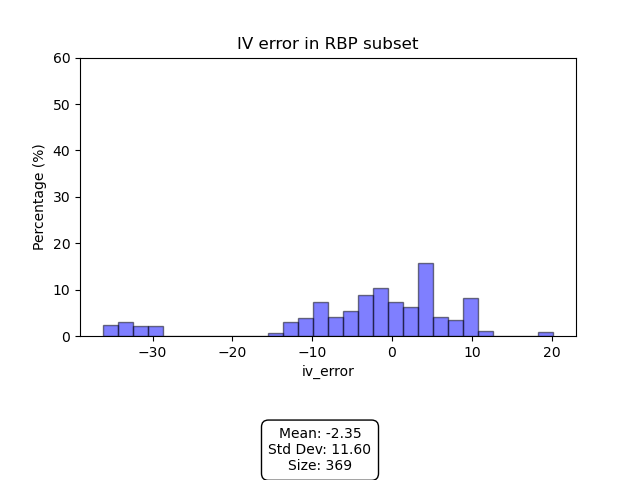 IV error in RBP subset
60
50
40
30
20
10
0
Percentage (%)
−30
−20
−10
0
10
20
iv_error
Mean: -2.35
Std Dev: 11.60
Size: 369